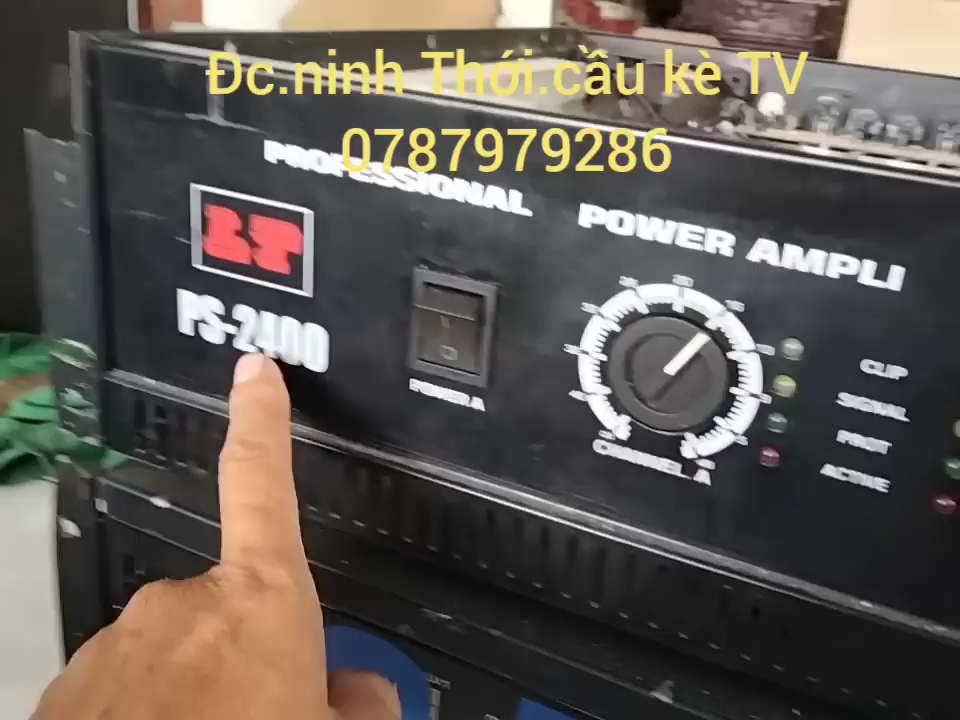 Đc.ninh Thới.cầu kè TV
0787979286
PROFESSIONAL POWER AMPLI
PS-2400
POWER A
CHANNEL. A
CLIP
SIGNAL
PROT
ACTIVE